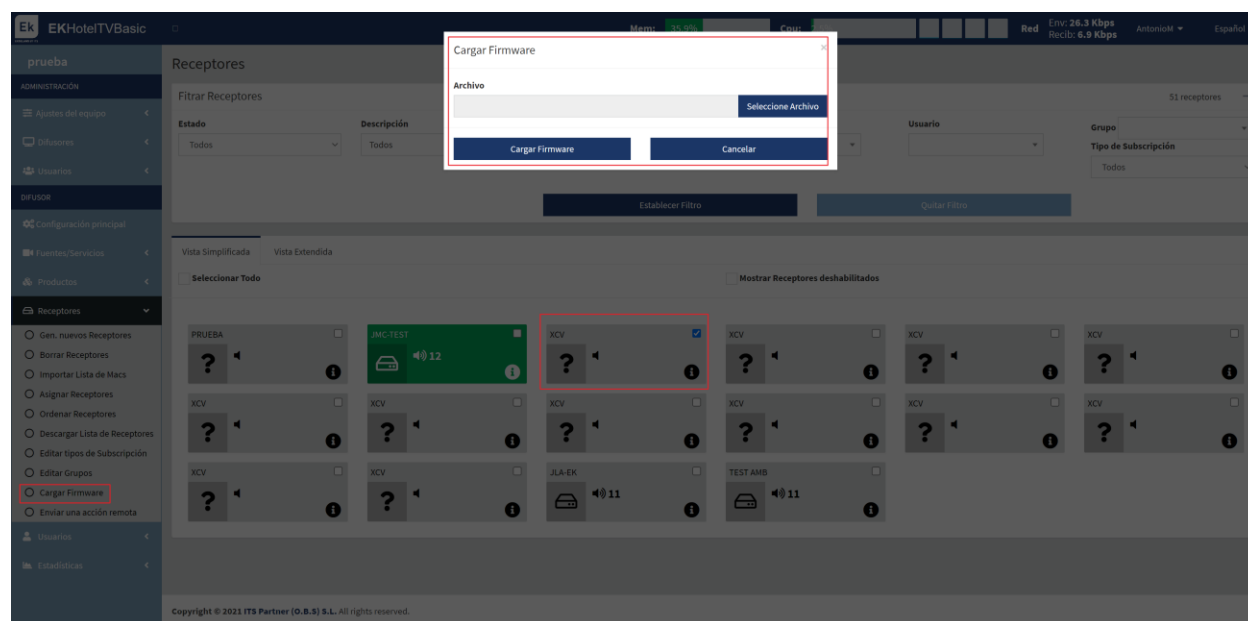 Ek EKHotelTVBasic
Mem: 35.9% Cpu: Red Env: 26.3 Kbps AntonioM Español
Recib: 6.9 Kbps
prueba
ADMINISTRACIÓN
Ajustes del equipo
Difusores
Usuarios
DIFUSOR
Configuración principal
Fuentes/Servicios
Productos
Receptores
Gen. nuevos Receptores
Borrar Receptores
Importar Lista de Macs
Asignar Receptores
Ordenar Receptores
Descargar Lista de Receptores
Editar tipos de Subscripción
Editar Grupos
Cargar Firmware
Enviar una acción remota
Usuarios
Estadísticas
Cargar Firmware ×
Archivo
Seleccione Archivo
Cargar Firmware Cancelar
Receptores
Fitrar Receptores 51 receptores
Estado Descripción Usuario Grupo
Todos Todos Tipo de Subscripción
Todos
Establecer Filtro Quitar Filtro
Vista Simplificada Vista Extendida
Seleccionar Todo Mostrar Receptores deshabilitados
PRUEBA JMC-TEST XCV XCV XCV XCV
? 12 ? ? ? ?
XCV XCV XCV XCV XCV XCV
? ? ? ? ? ?
XCV XCV JLA-EK TEST AMB
? ? 11 11
Copyright © 2021 ITS Partner (O.B.S) S.L. All rights reserved.